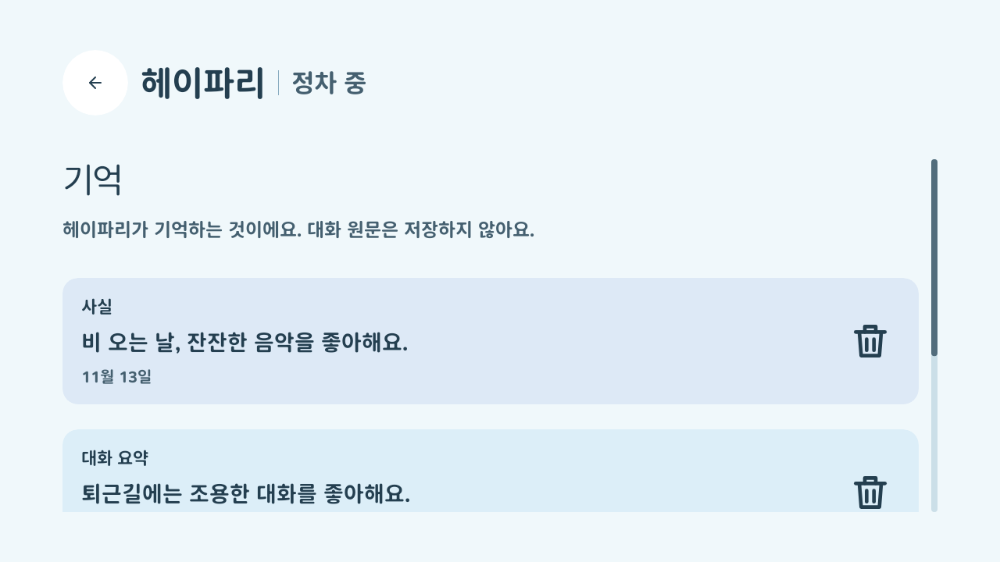 헤이파리 | 정차 중
기억
헤이파리가 기억하는 것이에요. 대화 원문은 저장하지 않아요.
사실
비 오는 날, 잔잔한 음악을 좋아해요.
11월 13일
대화 요약
퇴근길에는 조용한 대화를 좋아해요.